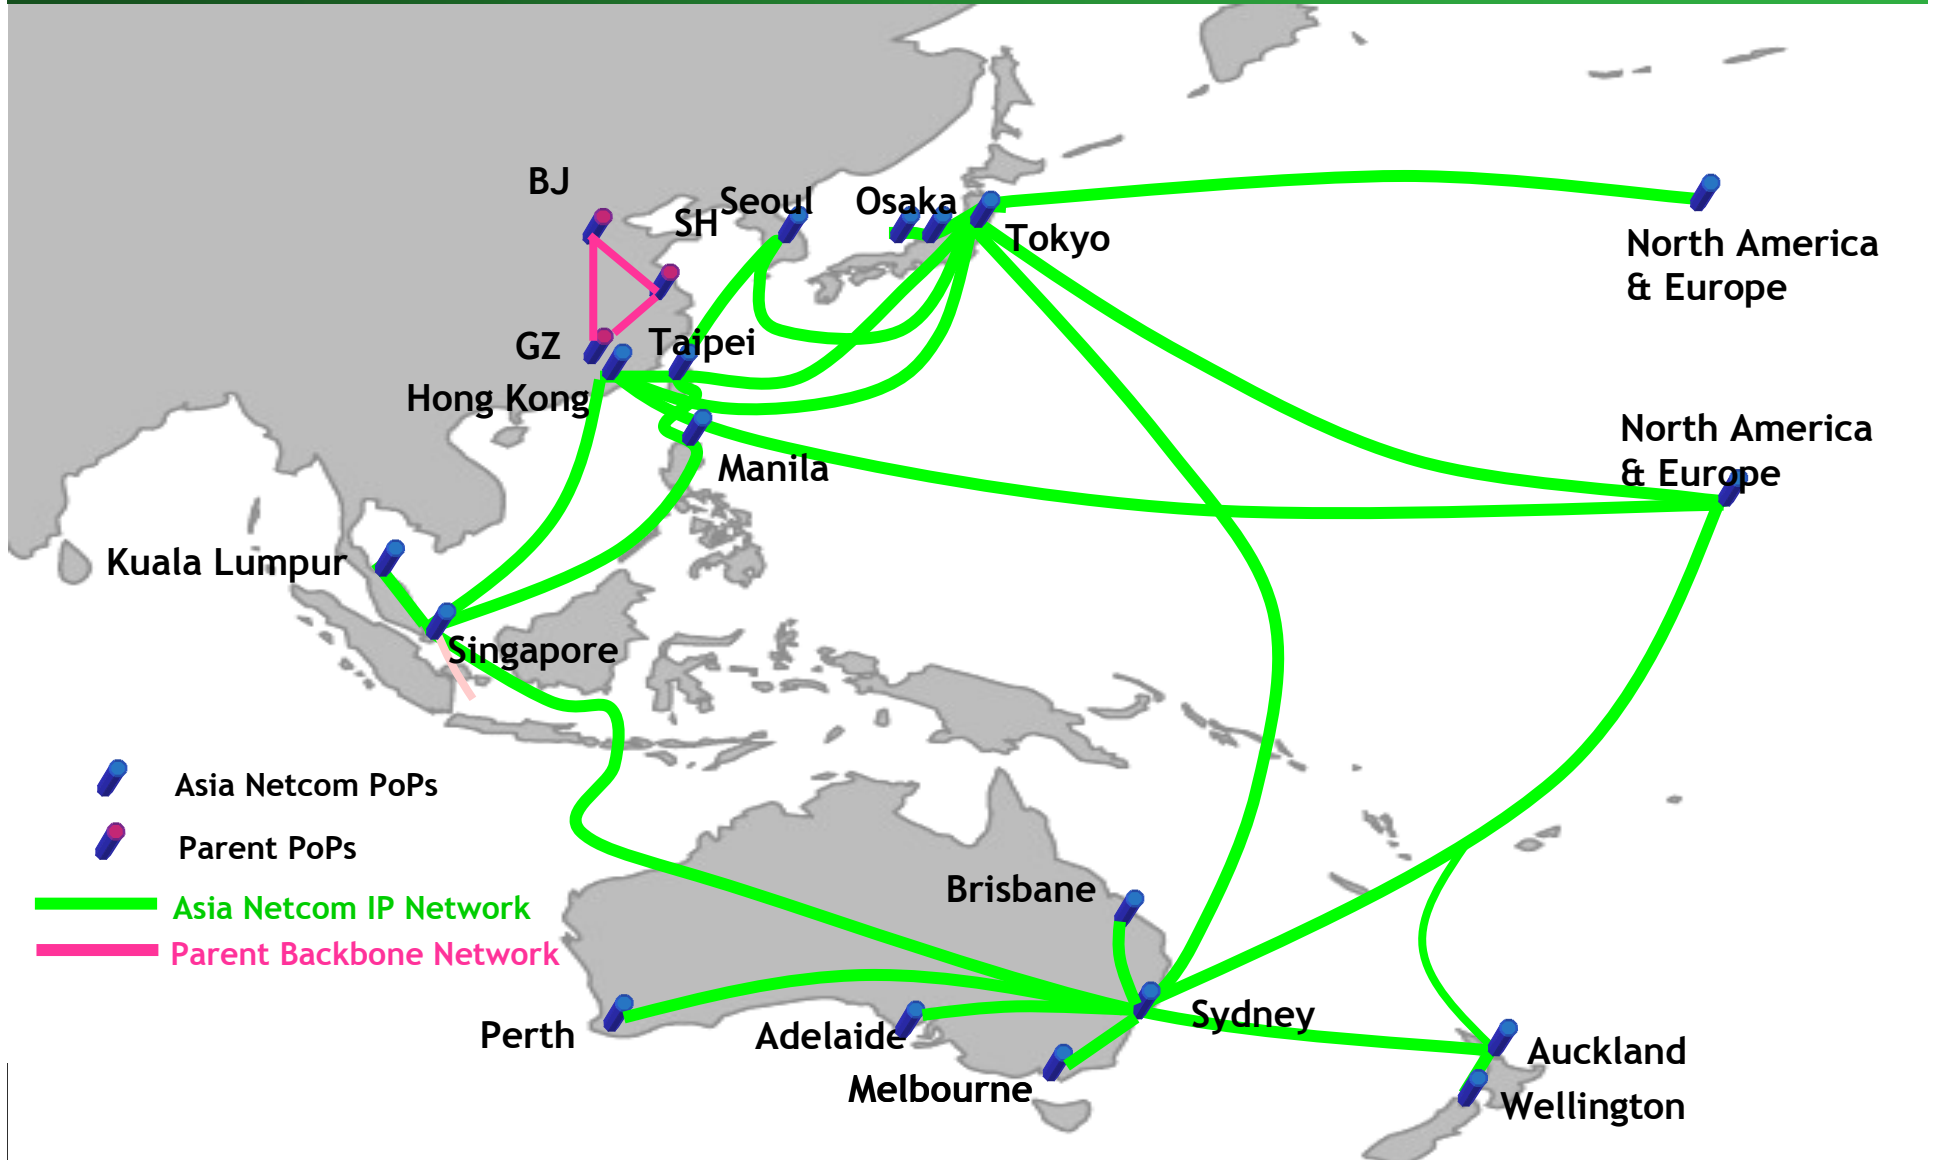 BJ
SH
Seoul
Osaka
Tokyo
North America
& Europe
GZ
Taipei
Hong Kong
Manila
North America
& Europe
Kuala Lumpur
Singapore
Asia Netcom PoPs
Parent PoPs
Asia Netcom IP Network
Parent Backbone Network
Brisbane
Perth
Adelaide
Melbourne
Sydney
Auckland
Wellington